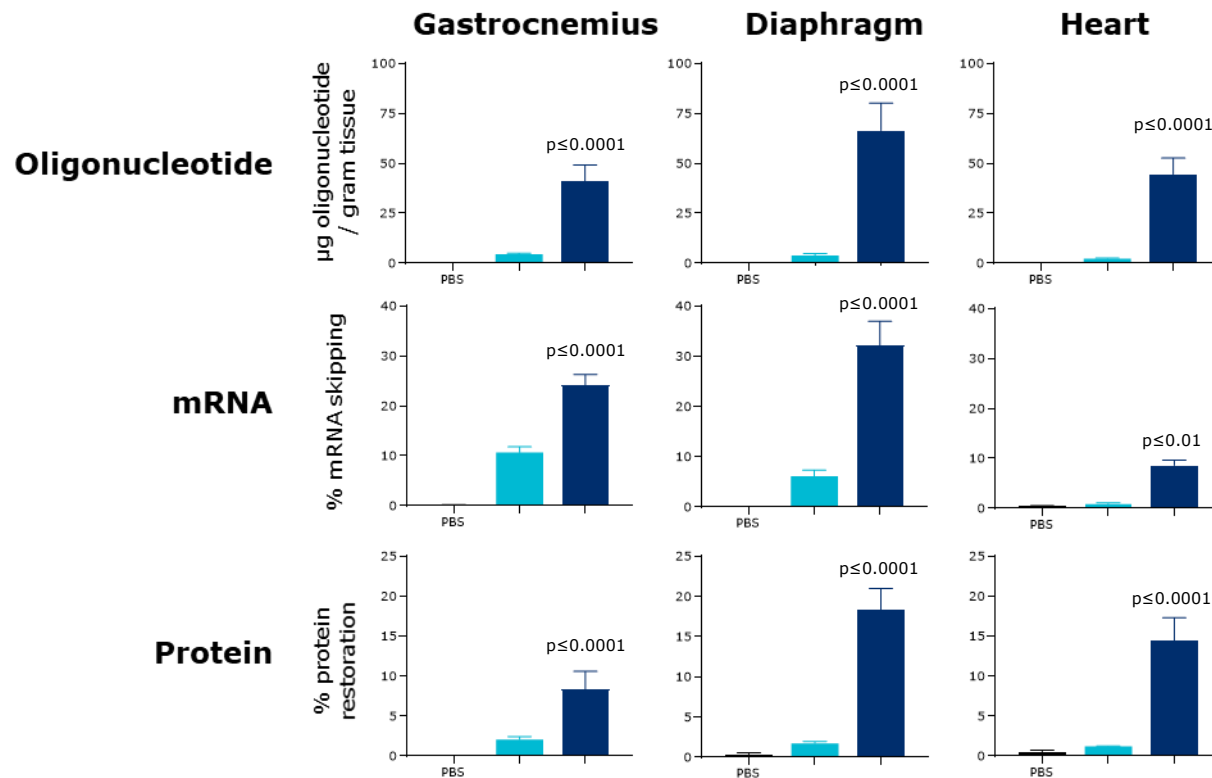 Gastrocnemius
Diaphragm
Heart
Oligonucleotide
µg oligonucleotide
/ gram tissue
100
75
50
25
0
p≤0.0001
PBS
100
75
50
25
0
p≤0.0001
PBS
100
75
50
25
0
p≤0.0001
PBS
mRNA
% mRNA skipping
40
30
20
10
0
p≤0.0001
PBS
40
30
20
10
0
p≤0.0001
PBS
40
30
20
10
0
p≤0.01
PBS
Protein
% protein
restoration
25
20
15
10
5
0
p≤0.0001
PBS
25
20
15
10
5
0
p≤0.0001
PBS
25
20
15
10
5
0
p≤0.0001
PBS